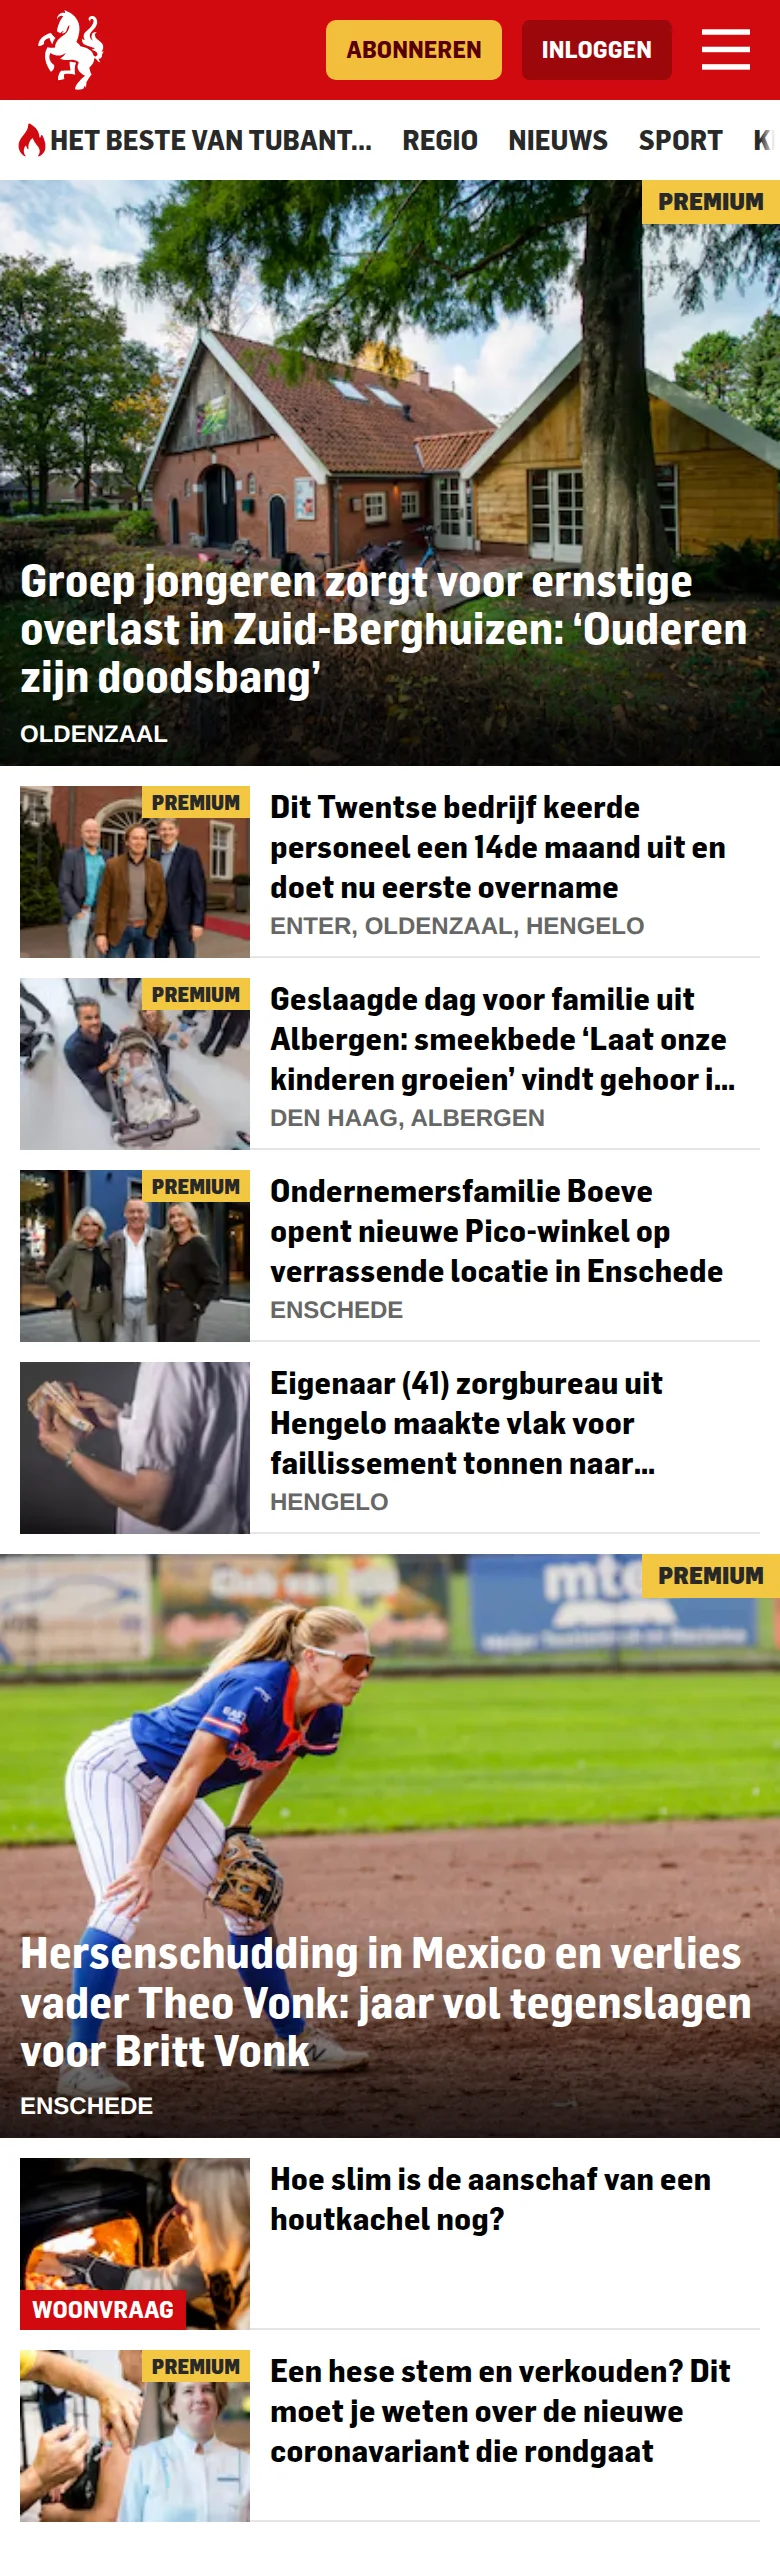 ABONNEREN
INLOGGEN
HET BESTE VAN TUBANT...
REGIO
NIEUWS
SPORT
PREMIUM
Groep jongeren zorgt voor ernstige
overlast in Zuid-Berghuizen: ‘Ouderen
zijn doodsbang’
OLDENZAAL
PREMIUM
Dit Twentse bedrijf keerde
personeel een 14de maand uit en
doet nu eerste overname
ENTER, OLDENZAAL, HENGELO
PREMIUM
Geslaagde dag voor familie uit
Albergen: smeekbede ‘Laat onze
kinderen groeien’ vindt gehoor i...
DEN HAAG, ALBERGEN
PREMIUM
Ondernemersfamilie Boeve
opent nieuwe Pico-winkel op
verrassende locatie in Enschede
ENSCHEDE
Eigenaar (41) zorgbureau uit
Hengelo maakte vlak voor
faillissement tonnen naar...
HENGELO
PREMIUM
Hersenschudding in Mexico en verlies
vader Theo Vonk: jaar vol tegenslagen
voor Britt Vonk
ENSCHEDE
Hoe slim is de aanschaf van een
houtkachel nog?
WOONVRAAG
PREMIUM
Een hese stem en verkouden? Dit
moet je weten over de nieuwe
coronavariant die rondgaat